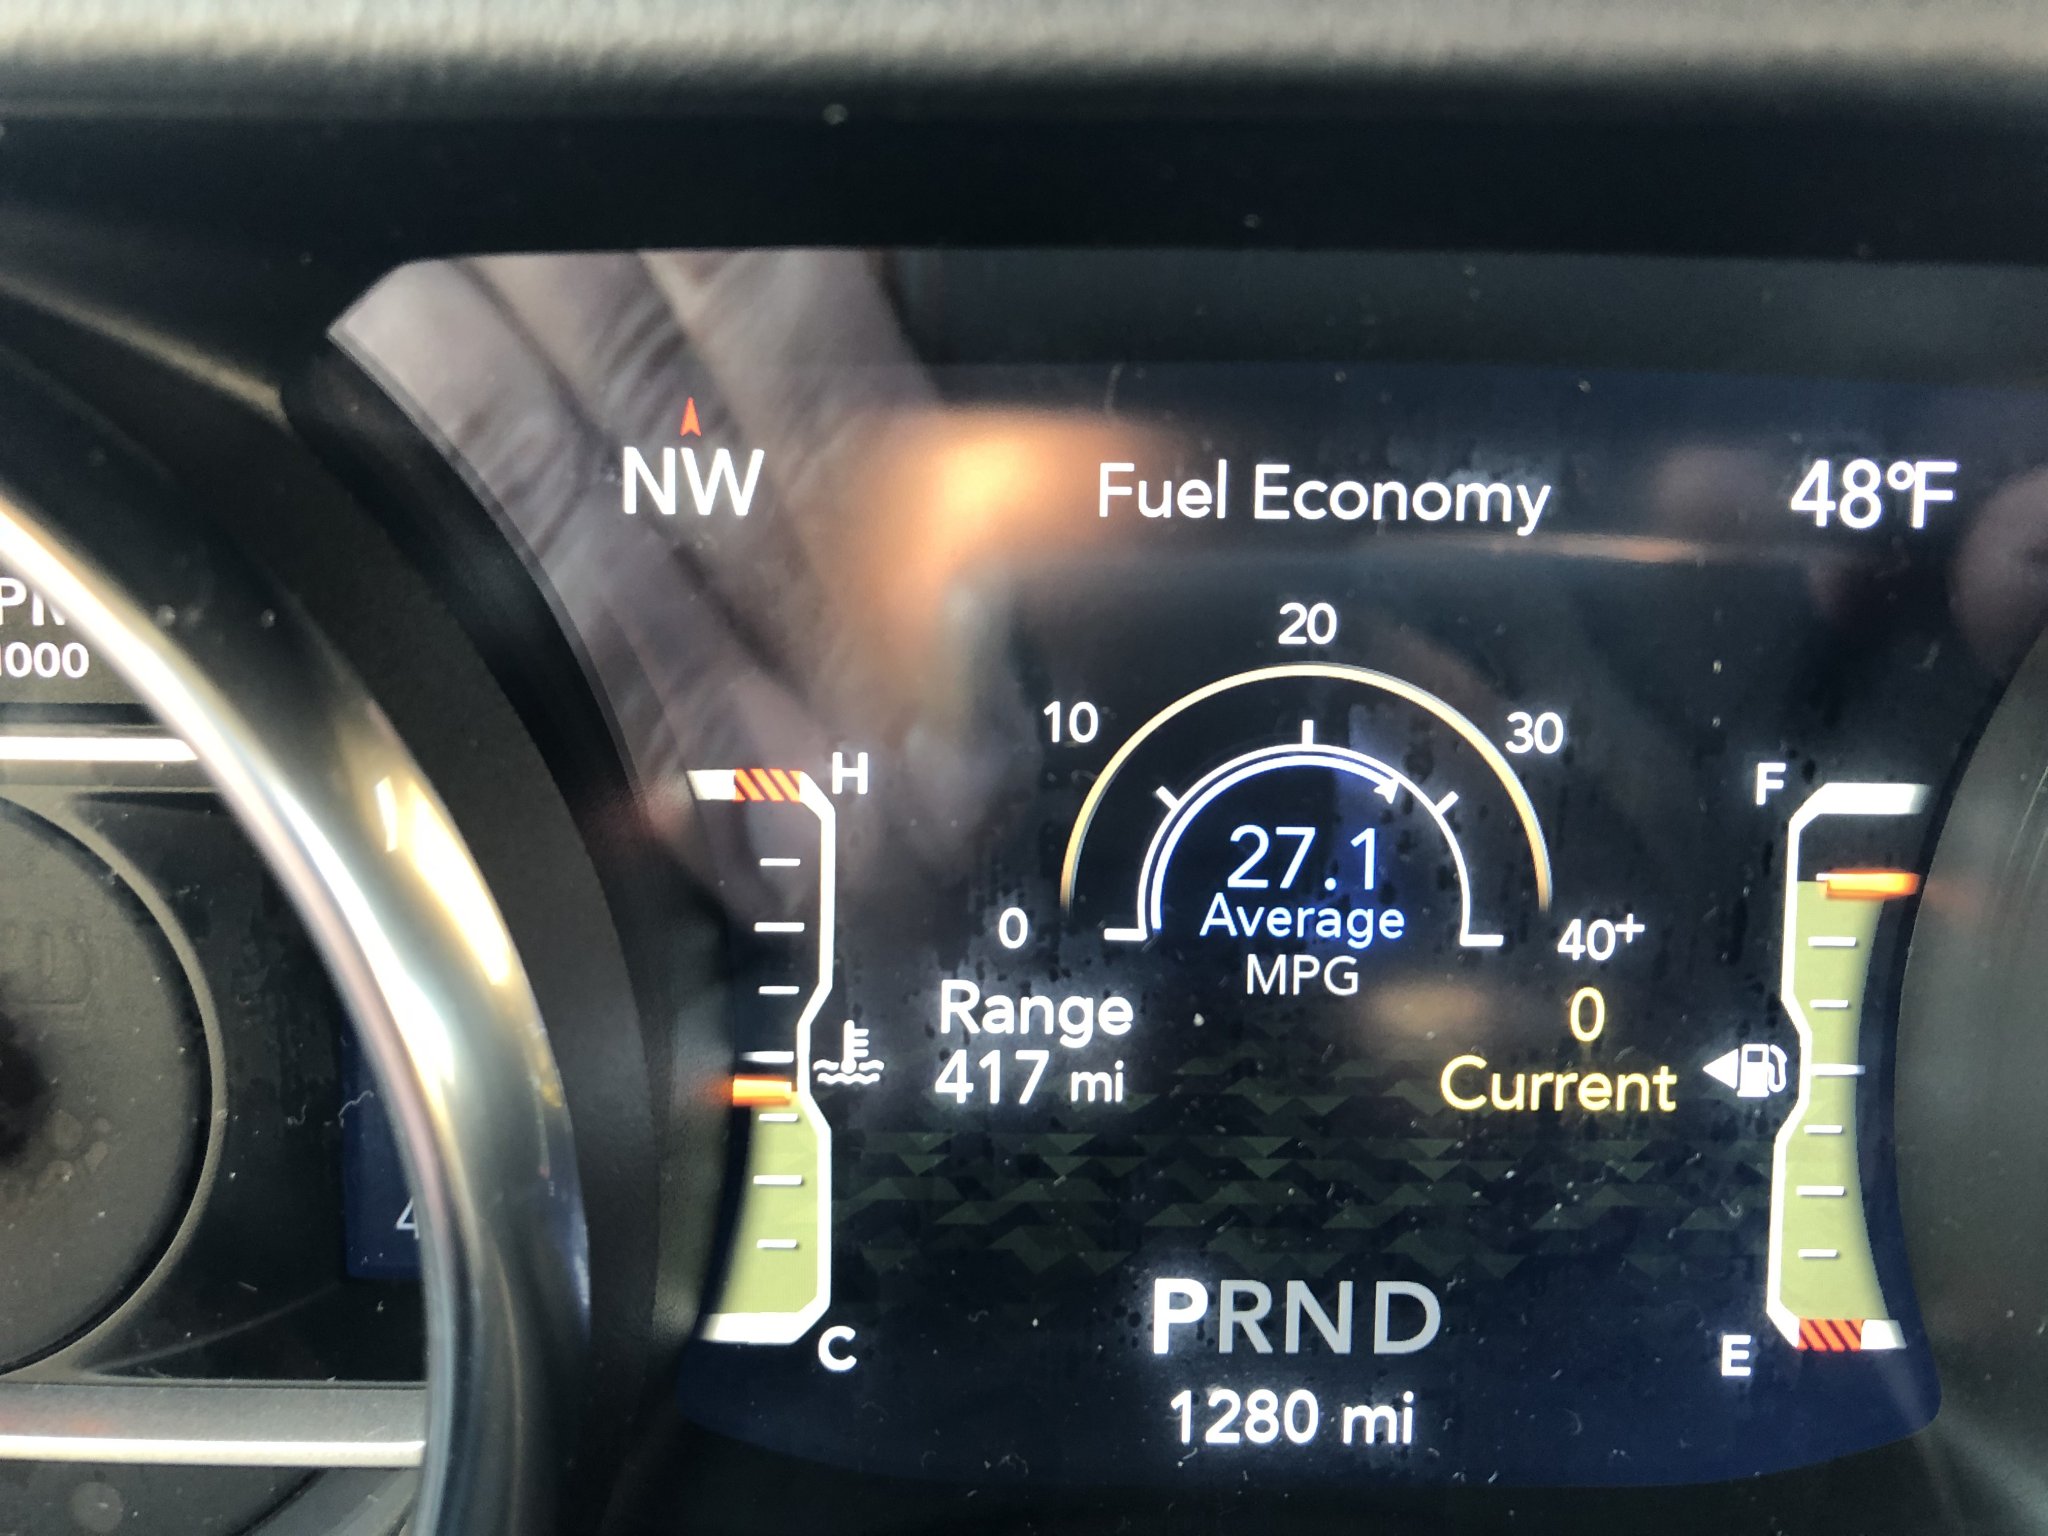 NW
Fuel Economy
48°F
20
10
30
0
40+
27.1
Average
MPG
H
F
Range
417 mi
0
Current
1000
C
E
PRND
1280 mi